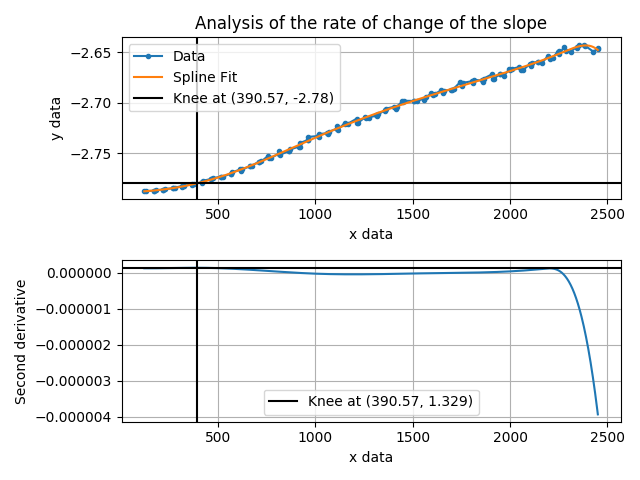 Analysis of the rate of change of the slope
−2.65
−2.70
−2.75
y data
Data
Spline Fit
Knee at (390.57, -2.78)
500
1000
1500
2000
2500
x data
0.000000
−0.000001
−0.000002
−0.000003
−0.000004
Second derivative
Knee at (390.57, 1.329)
500
1000
1500
2000
2500
x data